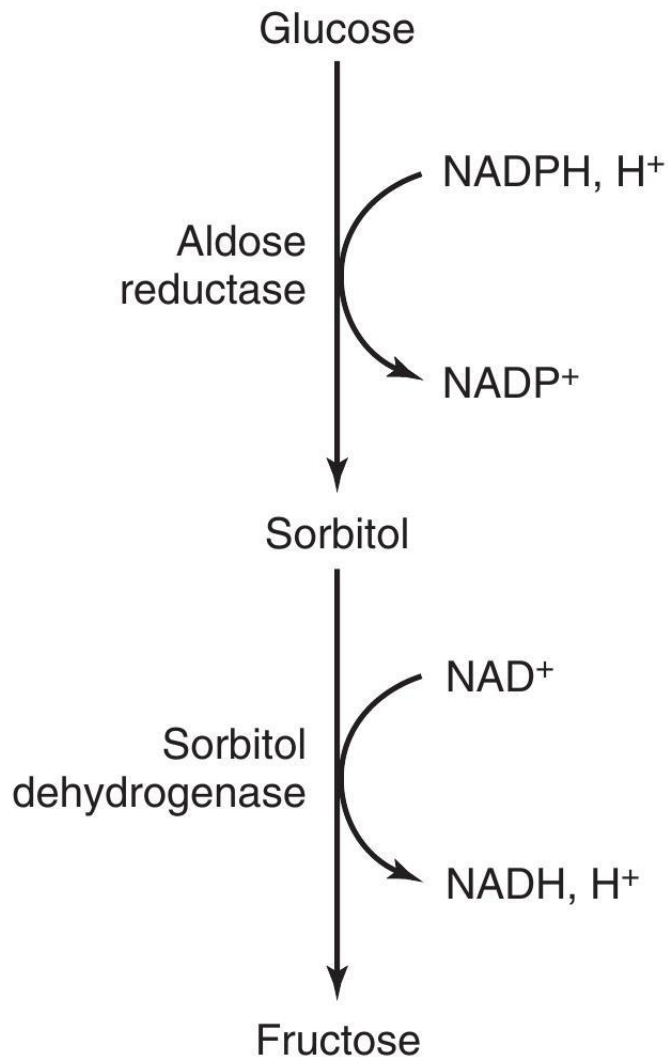 Glucose
NADPH, H⁺
Aldose
reductase
NADP⁺
Sorbitol
NAD⁺
Sorbitol
dehydrogenase
NADH, H⁺
Fructose